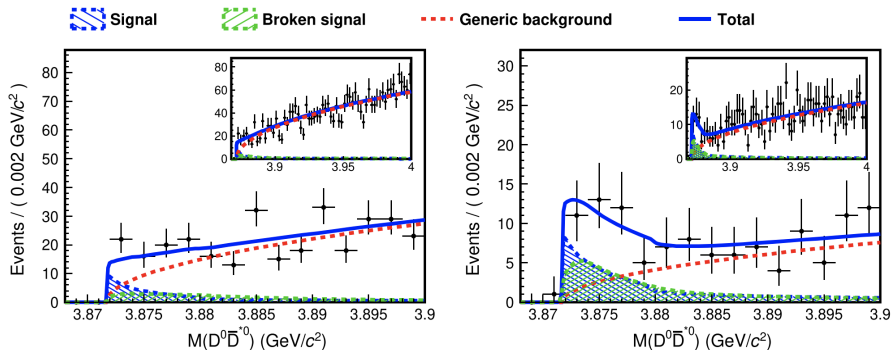 Signal Broken signal Generic background Total
Events / ( 0.002 GeV/c²)
80
70
60
50
40
30
20
10
0
3.87 3.875 3.88 3.885 3.89 3.895 3.9
M(D⁰D̅*⁰) (GeV/c²)
80
60
40
20
0
3.9 3.95 4
Events / ( 0.002 GeV/c²)
30
25
20
15
10
5
0
3.87 3.875 3.88 3.885 3.89 3.895 3.9
M(D⁰D̅*⁰) (GeV/c²)
20
10
0
3.9 3.95 4